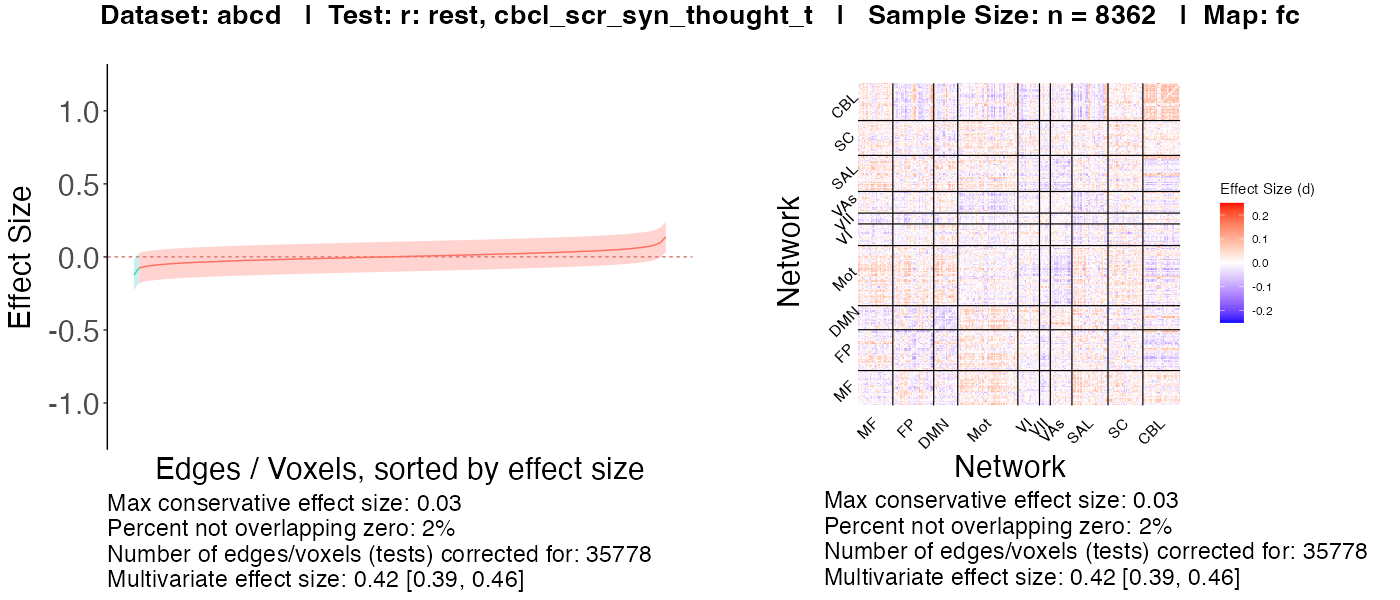 Dataset: abcd | Test: r: rest, cbcl_scr_syn_thought_t | Sample Size: n = 8362 | Map: fc
1.0
0.5
0.0
-0.5
-1.0
Effect Size
Edges / Voxels, sorted by effect size
Max conservative effect size: 0.03
Percent not overlapping zero: 2%
Number of edges/voxels (tests) corrected for: 35778
Multivariate effect size: 0.42 [0.39, 0.46]
Network
CBL
SC
SAL
VAs
VII
VI
Mot
DMN
FP
MF
MF
FP
DMN
Mot
VI
VII
VAs
SAL
SC
CBL
Network
Effect Size (d)
0.2
0.1
0.0
-0.1
-0.2
Max conservative effect size: 0.03
Percent not overlapping zero: 2%
Number of edges/voxels (tests) corrected for: 35778
Multivariate effect size: 0.42 [0.39, 0.46]